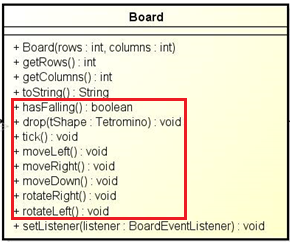 Board
+ Board(rows : int, columns : int)
+ getRows() : int
+ getColumns() : int
+ toString() : String
+ hasFalling() : boolean
+ drop(tShape : Tetromino) : void
+ tick() : void
+ moveLeft() : void
+ moveRight() : void
+ moveDown() : void
+ rotateRight() : void
+ rotateLeft() : void
+ setListener(listener : BoardEventListener) : void